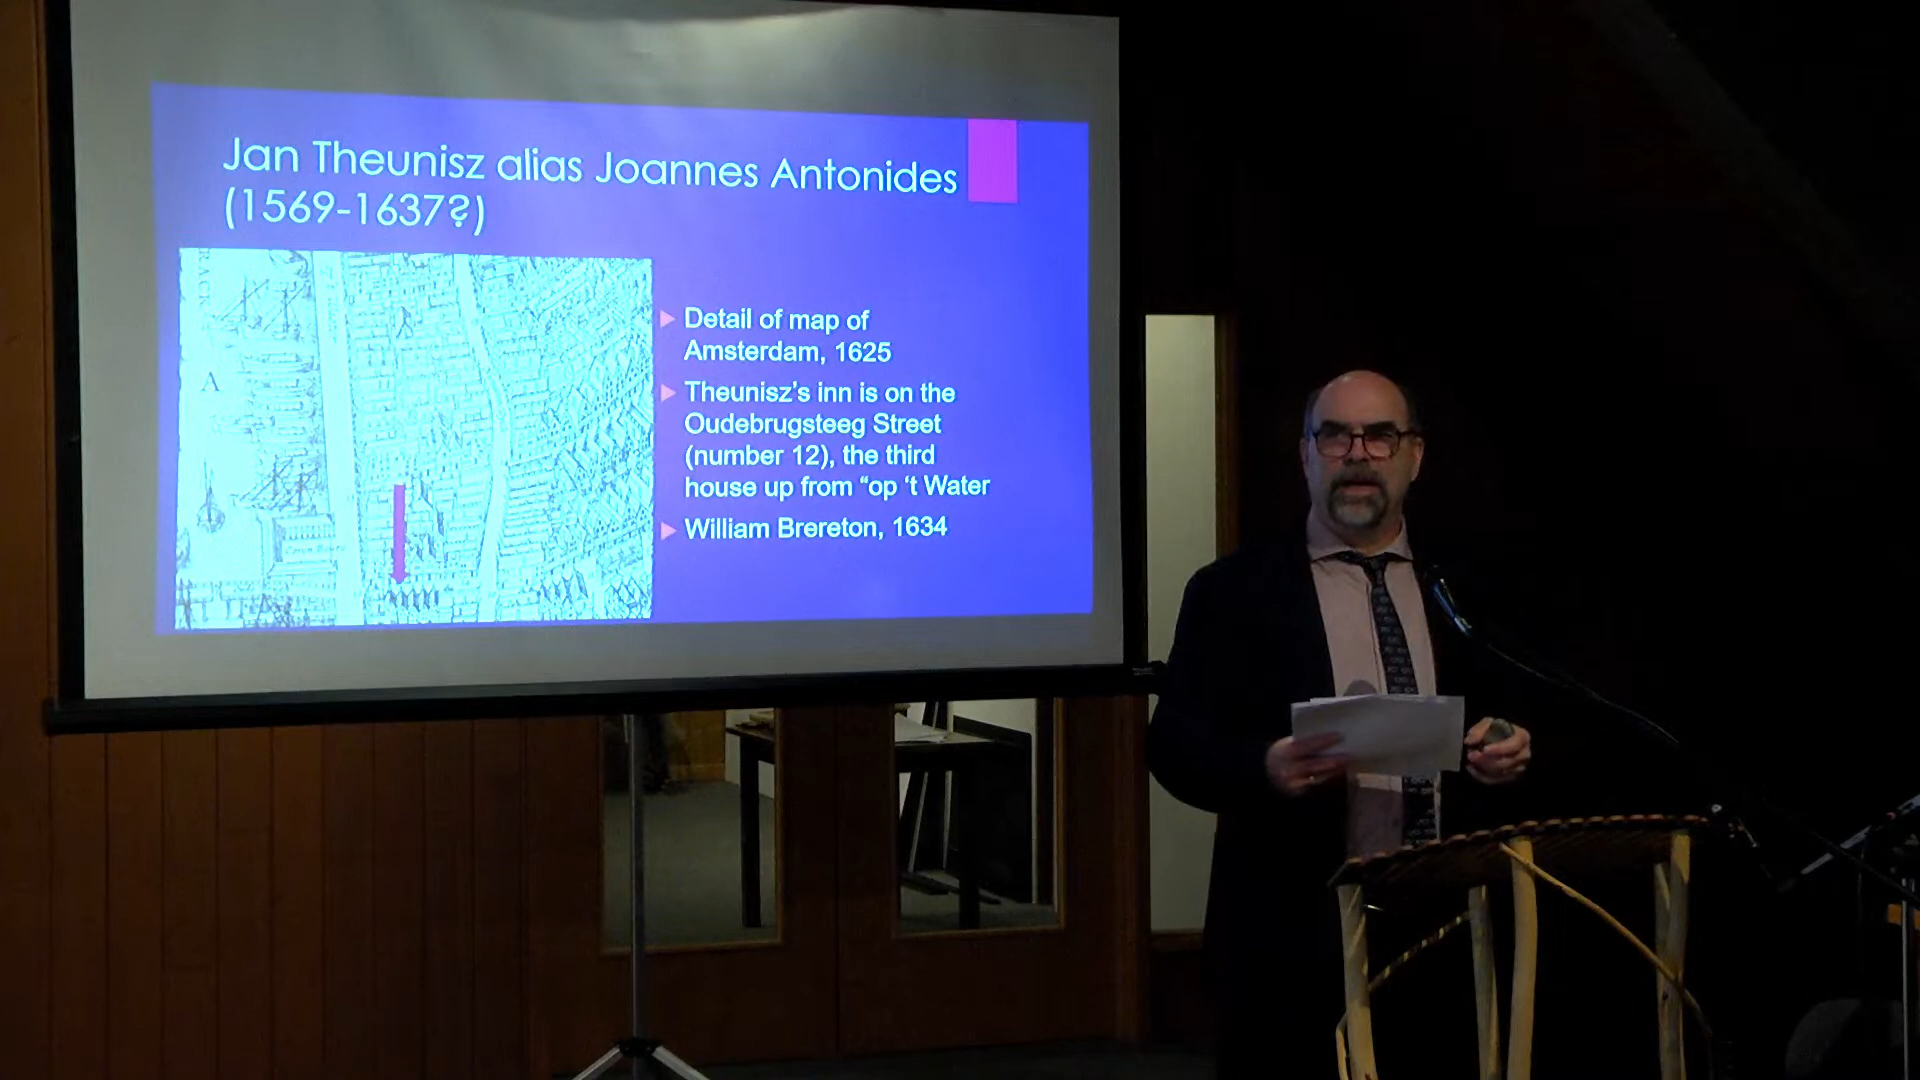 Jan Theunisz alias Joannes Antonides
(1569-1637?)
RACK
A
Detail of map of
Amsterdam, 1625
Theunisz’s inn is on the
Oudebrugsteeg Street
(number 12), the third
house up from “op ‘t Water
William Brereton, 1634